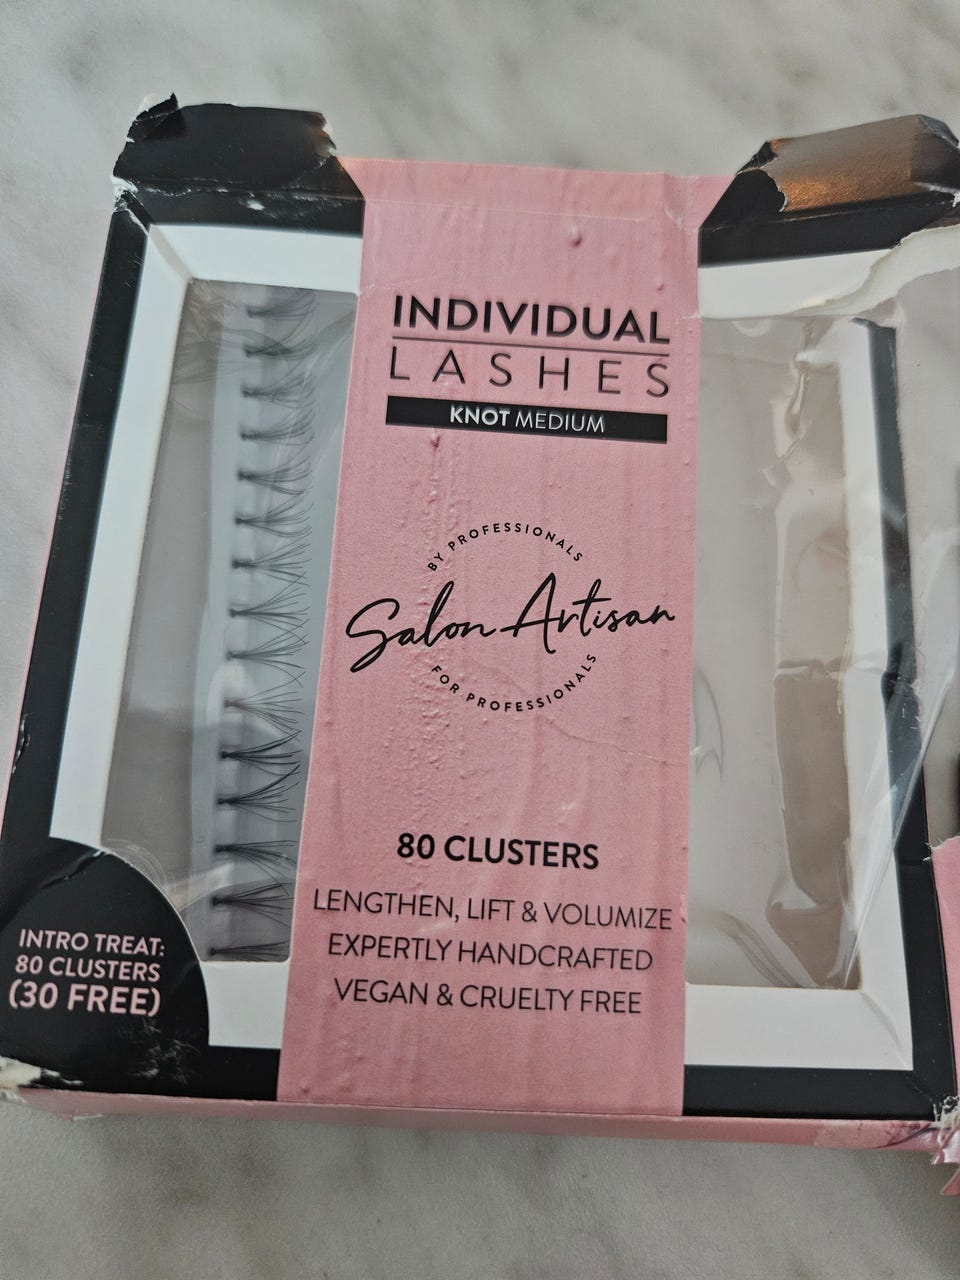 INDIVIDUAL
LASHES
KNOT MEDIUM
BY PROFESSIONALS
Salon Artisan
FOR PROFESSIONALS
80 CLUSTERS
LENGTHEN, LIFT & VOLUMIZE
EXPERTLY HANDCRAFTED
VEGAN & CRUELTY FREE
INTRO TREAT:
80 CLUSTERS
(30 FREE)